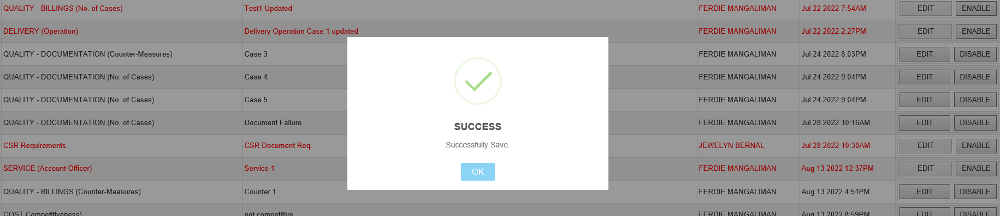 QUALITY - BILLINGS (No. of Cases) Test1 Updated FERDIE MANGALIMAN Jul 22 2022 7:54AM EDIT ENABLE
DELIVERY (Operation) Delivery Operation Case 1 updated FERDIE MANGALIMAN Jul 22 2022 2:27PM EDIT ENABLE
QUALITY - DOCUMENTATION (Counter-Measures) Case 3 FERDIE MANGALIMAN Jul 24 2022 8:03PM EDIT DISABLE
QUALITY - DOCUMENTATION (No. of Cases) Case 4 FERDIE MANGALIMAN Jul 24 2022 9:04PM EDIT DISABLE
QUALITY - DOCUMENTATION (No. of Cases) Case 5 FERDIE MANGALIMAN Jul 24 2022 9:04PM EDIT DISABLE
QUALITY - DOCUMENTATION (No. of Cases) Document Failure FERDIE MANGALIMAN Jul 28 2022 10:16AM EDIT DISABLE
CSR Requirements CSR Document Req. JEWELYN BERNAL Jul 28 2022 10:30AM EDIT ENABLE
SERVICE (Account Officer) Service 1 FERDIE MANGALIMAN Aug 13 2022 12:37PM EDIT ENABLE
QUALITY - BILLINGS (Counter-Measures) Counter 1 FERDIE MANGALIMAN Aug 13 2022 4:51PM EDIT DISABLE
COST Competitiveness) not competitive FERDIE MANGALIMAN Aug 13 2022 8:59PM EDIT DISABLE
SUCCESS
Successfully Save.
OK